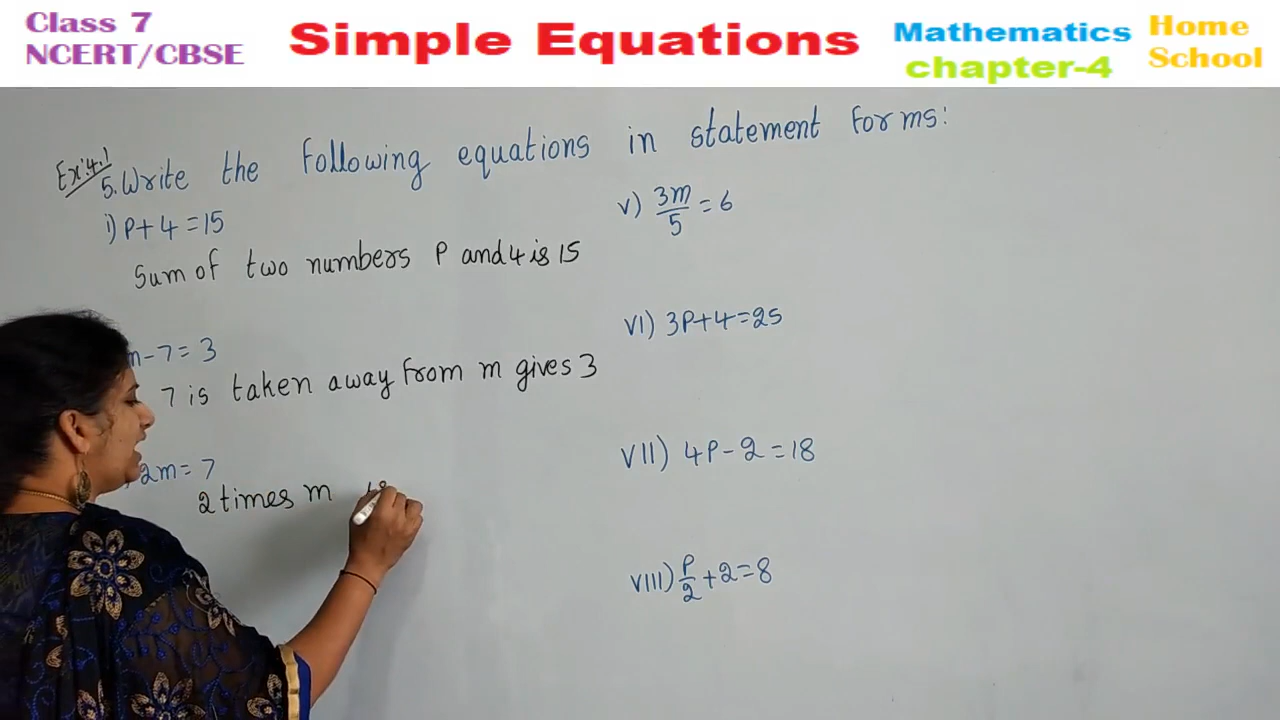 Class 7
NCERT/CBSE
Simple Equations
Mathematics
chapter-4
Home
School
Ex:4.1
5. Write the following equations in statement forms:
i) P+4=15
Sum of two numbers P and 4 is 15
m-7=3
7 is taken away from m gives 3
2m=7
2 times m is
v) 3m/5=6
VI) 3P+4=25
VII) 4P-2=18
VIII) P/2+2=8